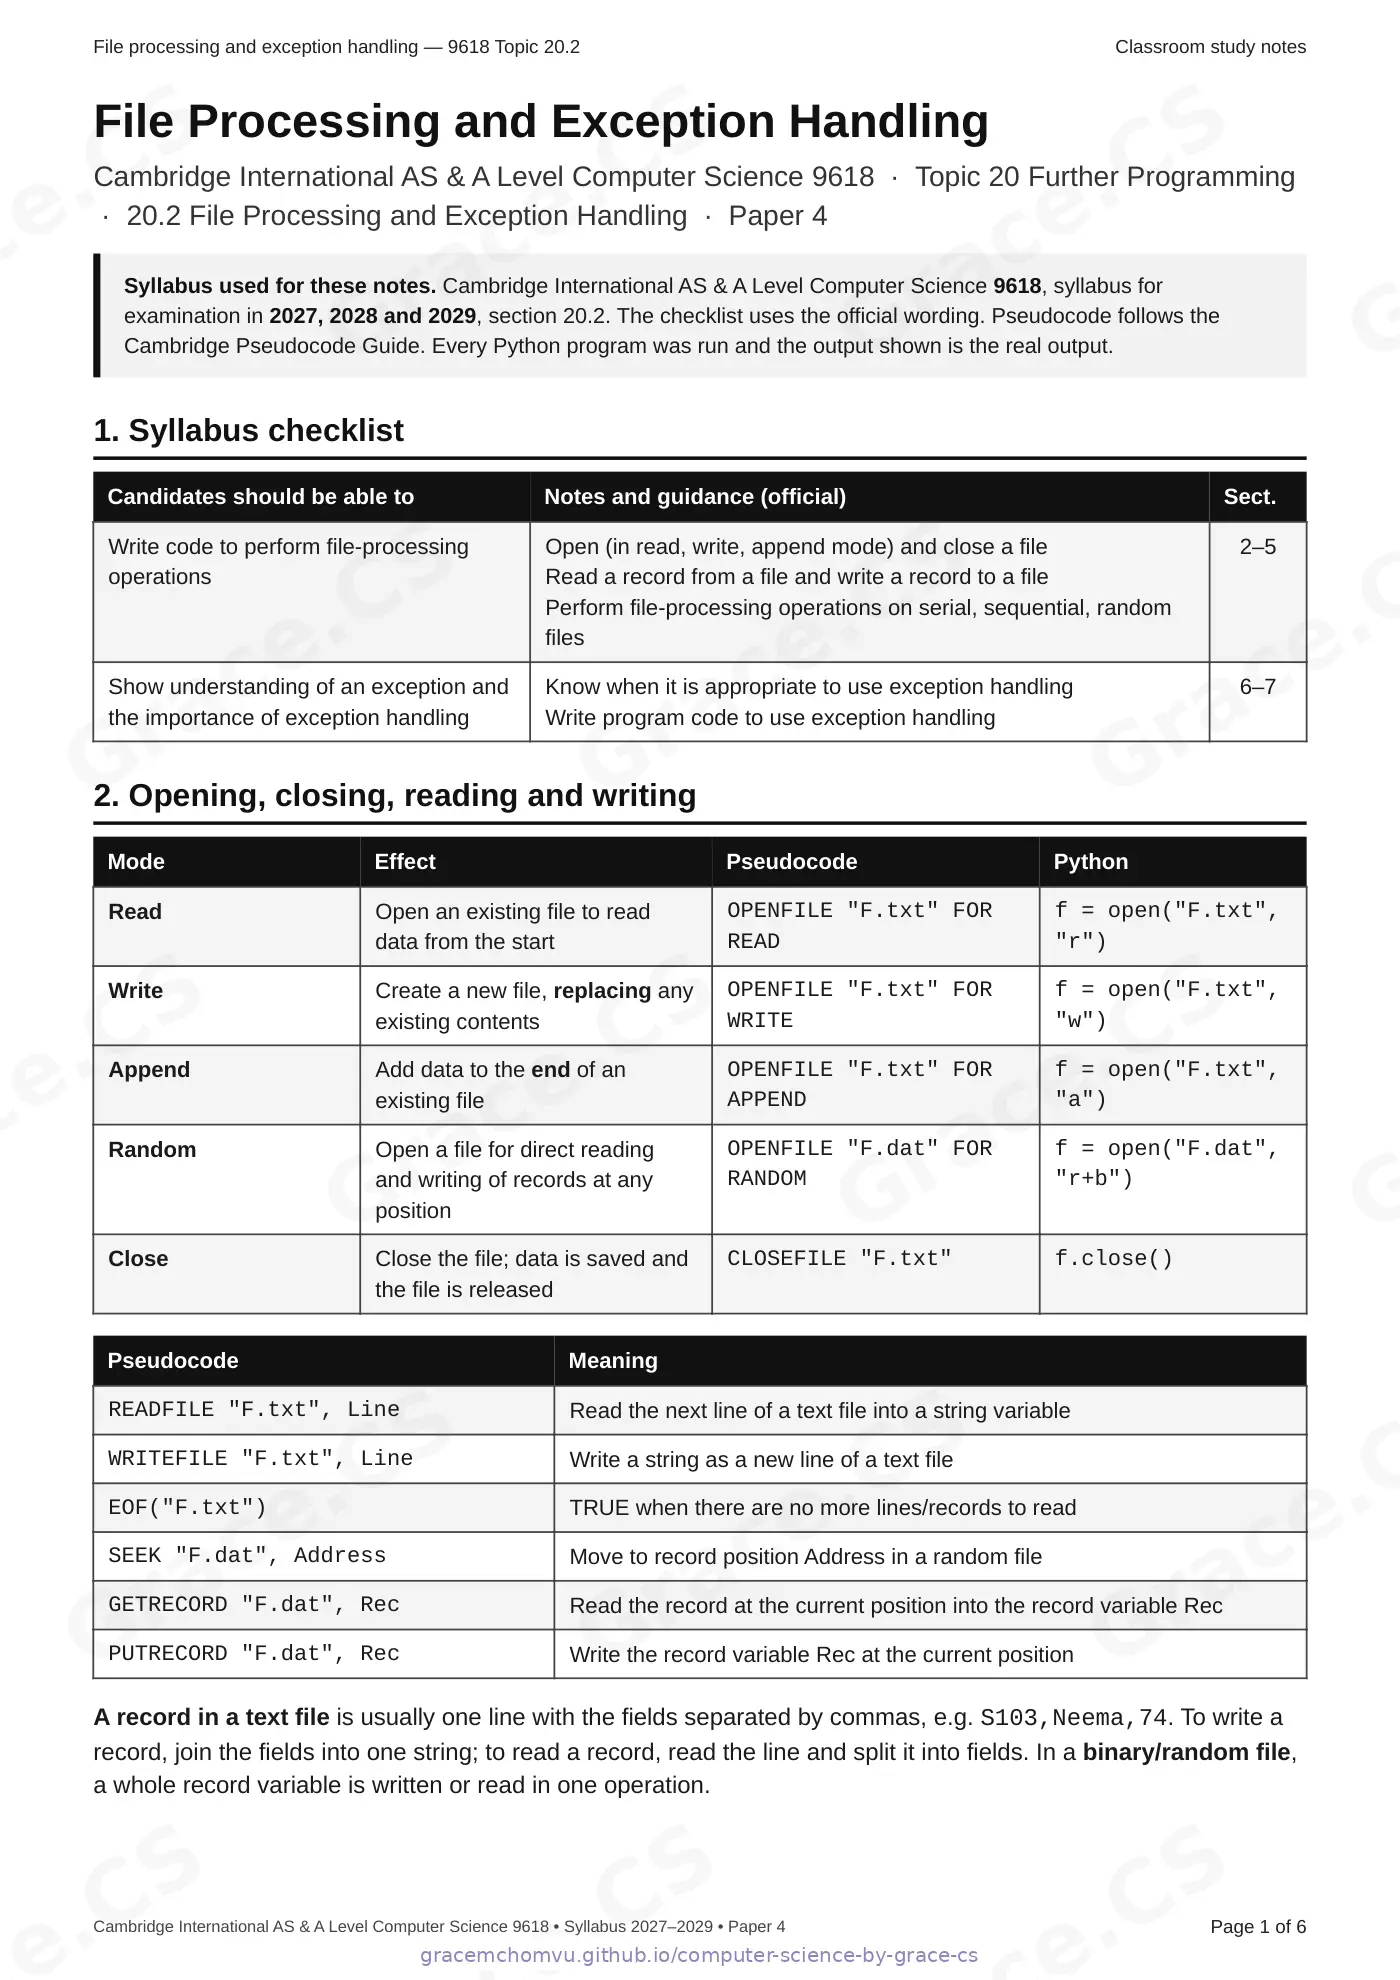 File processing and exception handling — 9618 Topic 20.2
Classroom study notes
File Processing and Exception Handling
Cambridge International AS & A Level Computer Science 9618 · Topic 20 Further Programming
· 20.2 File Processing and Exception Handling · Paper 4
Syllabus used for these notes. Cambridge International AS & A Level Computer Science 9618, syllabus for
examination in 2027, 2028 and 2029, section 20.2. The checklist uses the official wording. Pseudocode follows the
Cambridge Pseudocode Guide. Every Python program was run and the output shown is the real output.
1. Syllabus checklist
Candidates should be able to
Notes and guidance (official)
Sect.
Write code to perform file-processing
operations
Open (in read, write, append mode) and close a file
Read a record from a file and write a record to a file
Perform file-processing operations on serial, sequential, random
files
2–5
Show understanding of an exception and
the importance of exception handling
Know when it is appropriate to use exception handling
Write program code to use exception handling
6–7
2. Opening, closing, reading and writing
Mode
Effect
Pseudocode
Python
Read
Open an existing file to read
data from the start
OPENFILE "F.txt" FOR
READ
f = open("F.txt",
"r")
Write
Create a new file, replacing any
existing contents
OPENFILE "F.txt" FOR
WRITE
f = open("F.txt",
"w")
Append
Add data to the end of an
existing file
OPENFILE "F.txt" FOR
APPEND
f = open("F.txt",
"a")
Random
Open a file for direct reading
and writing of records at any
position
OPENFILE "F.dat" FOR
RANDOM
f = open("F.dat",
"r+b")
Close
Close the file; data is saved and
the file is released
CLOSEFILE "F.txt"
f.close()
Pseudocode
Meaning
READFILE "F.txt", Line
Read the next line of a text file into a string variable
WRITEFILE "F.txt", Line
Write a string as a new line of a text file
EOF("F.txt")
TRUE when there are no more lines/records to read
SEEK "F.dat", Address
Move to record position Address in a random file
GETRECORD "F.dat", Rec
Read the record at the current position into the record variable Rec
PUTRECORD "F.dat", Rec
Write the record variable Rec at the current position
A record in a text file is usually one line with the fields separated by commas, e.g. S103,Neema,74. To write a
record, join the fields into one string; to read a record, read the line and split it into fields. In a binary/random file,
a whole record variable is written or read in one operation.
Cambridge International AS & A Level Computer Science 9618 • Syllabus 2027–2029 • Paper 4
Page 1 of 6
gracemchomvu.github.io/computer-science-by-grace-cs
Grace.CS